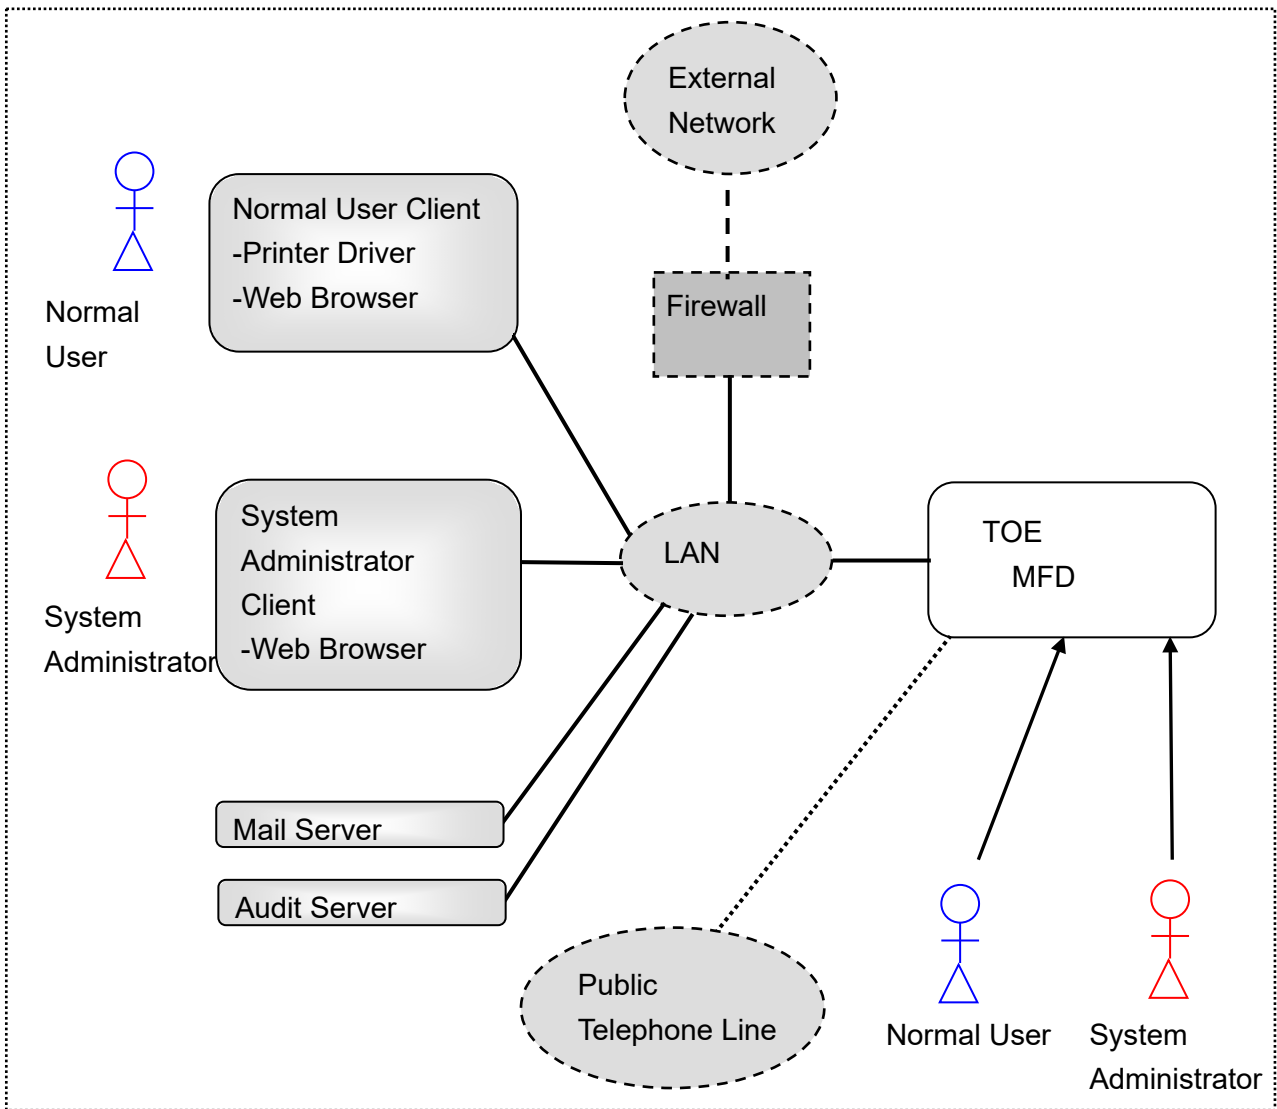 External
Network
Normal User Client
-Printer Driver
-Web Browser
Normal
User
Firewall
System
Administrator
Client
-Web Browser
System
Administrator
LAN
TOE
MFD
Mail Server
Audit Server
Public
Telephone Line
Normal User
System
Administrator